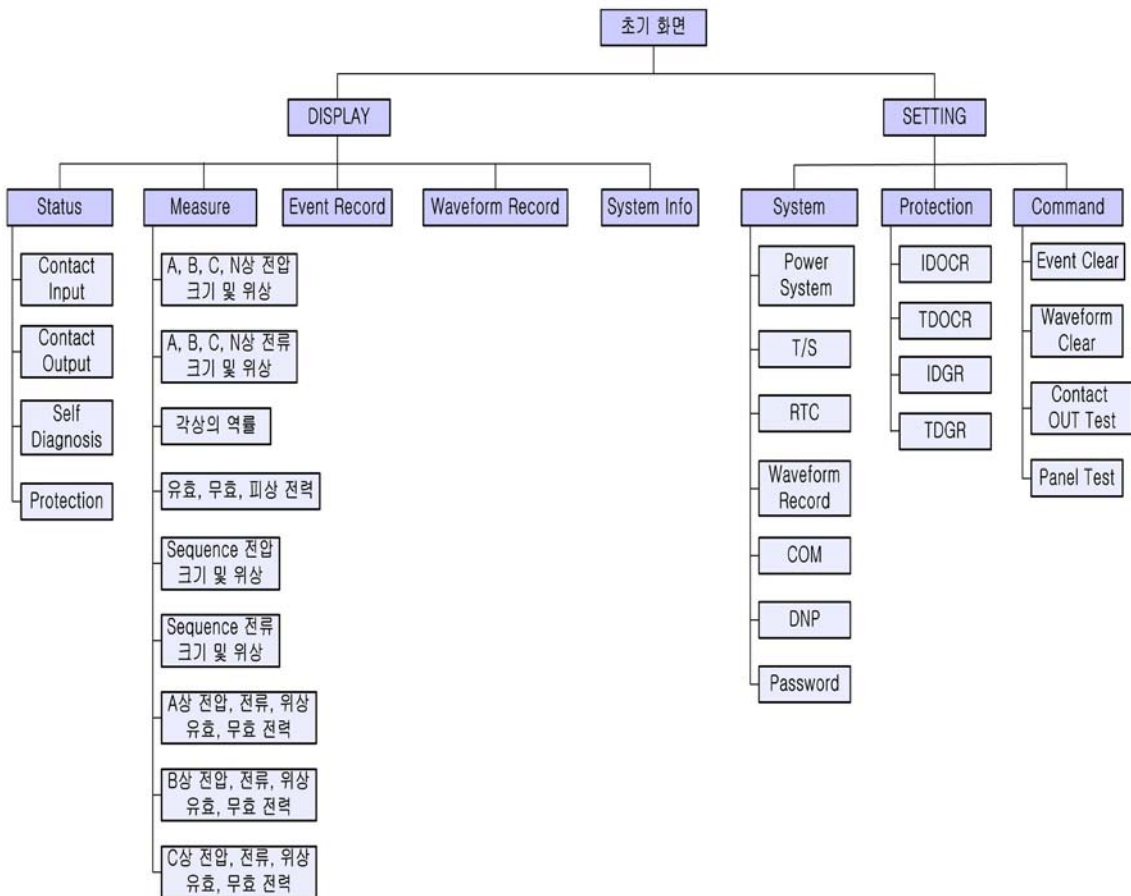 초기 화면
DISPLAY
SETTING
Status
Measure
Event Record
Waveform Record
System Info
System
Protection
Command
Contact
Input
Contact
Output
Self
Diagnosis
Protection
A, B, C, N상 전압
크기 및 위상
A, B, C, N상 전류
크기 및 위상
각상의 역률
유효, 무효, 피상 전력
Sequence 전압
크기 및 위상
Sequence 전류
크기 및 위상
A상 전압, 전류, 위상
유효, 무효 전력
B상 전압, 전류, 위상
유효, 무효 전력
C상 전압, 전류, 위상
유효, 무효 전력
Power
System
T/S
RTC
Waveform
Record
COM
DNP
Password
IDOCR
TDOCR
IDGR
TDGR
Event Clear
Waveform
Clear
Contact
OUT Test
Panel Test